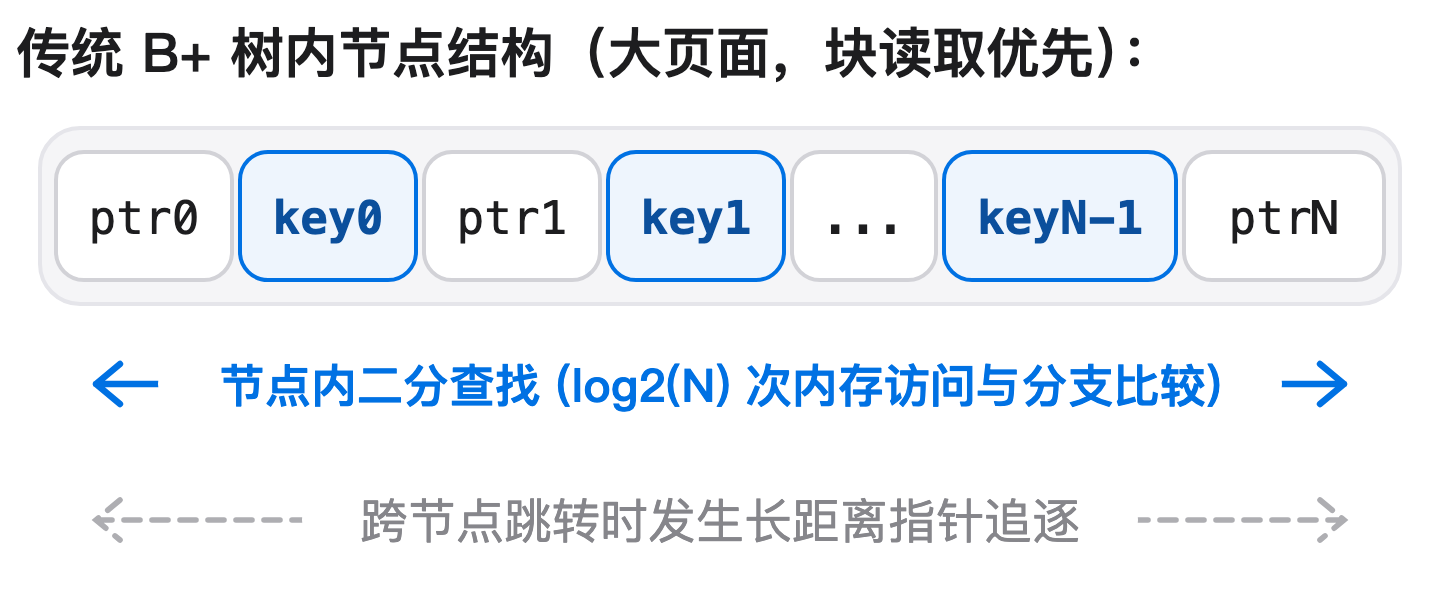 传统 B+ 树内节点结构（大页面，块读取优先）：
ptr0 key0 ptr1 key1 ... keyN-1 ptrN
节点内二分查找 (log2(N) 次内存访问与分支比较)
跨节点跳转时发生长距离指针追逐